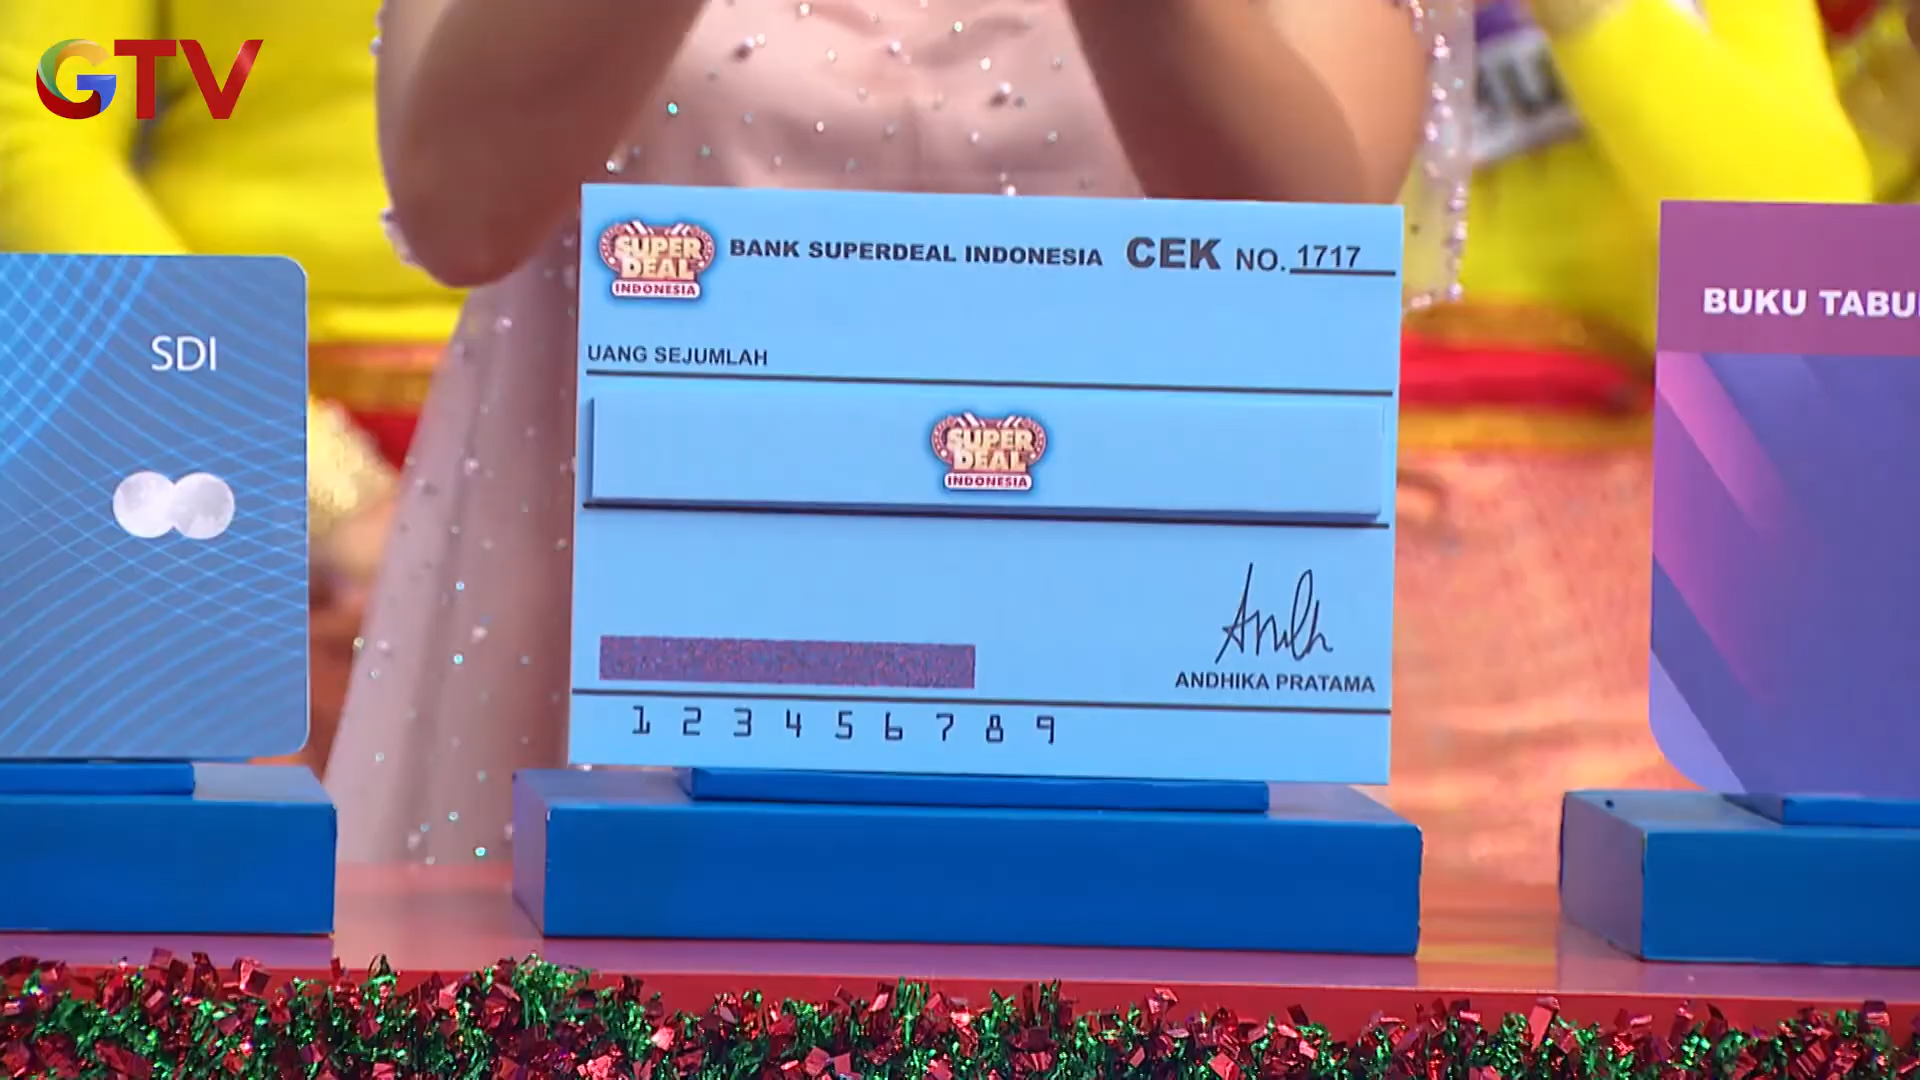 GTV
SUPER
DEAL
INDONESIA
BANK SUPERDEAL INDONESIA CEK NO. 1717
UANG SEJUMLAH
SUPER
DEAL
INDONESIA
ANDHIKA PRATAMA
1 2 3 4 5 6 7 8 9
SDI
BUKU